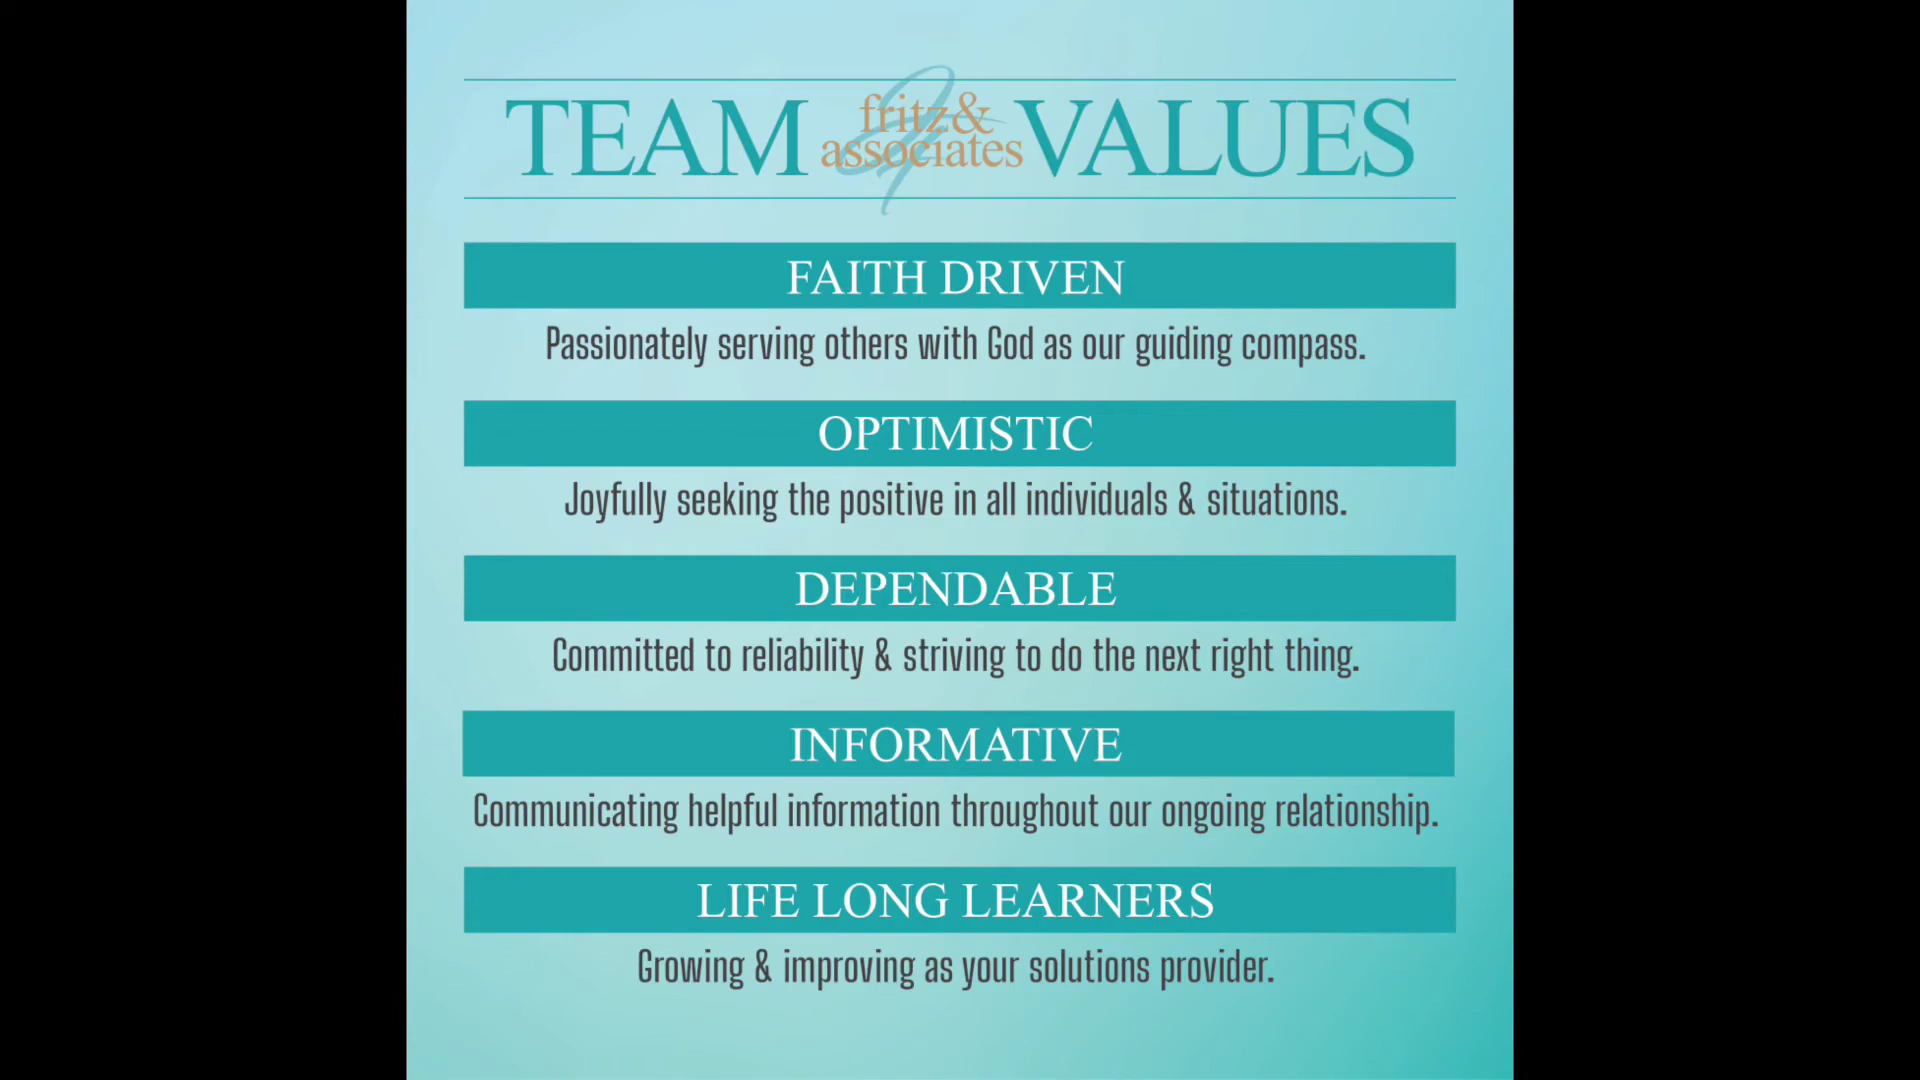 TEAM fritz& associates VALUES
FAITH DRIVEN
Passionately serving others with God as our guiding compass.
OPTIMISTIC
Joyfully seeking the positive in all individuals & situations.
DEPENDABLE
Committed to reliability & striving to do the next right thing.
INFORMATIVE
Communicating helpful information throughout our ongoing relationship.
LIFE LONG LEARNERS
Growing & improving as your solutions provider.